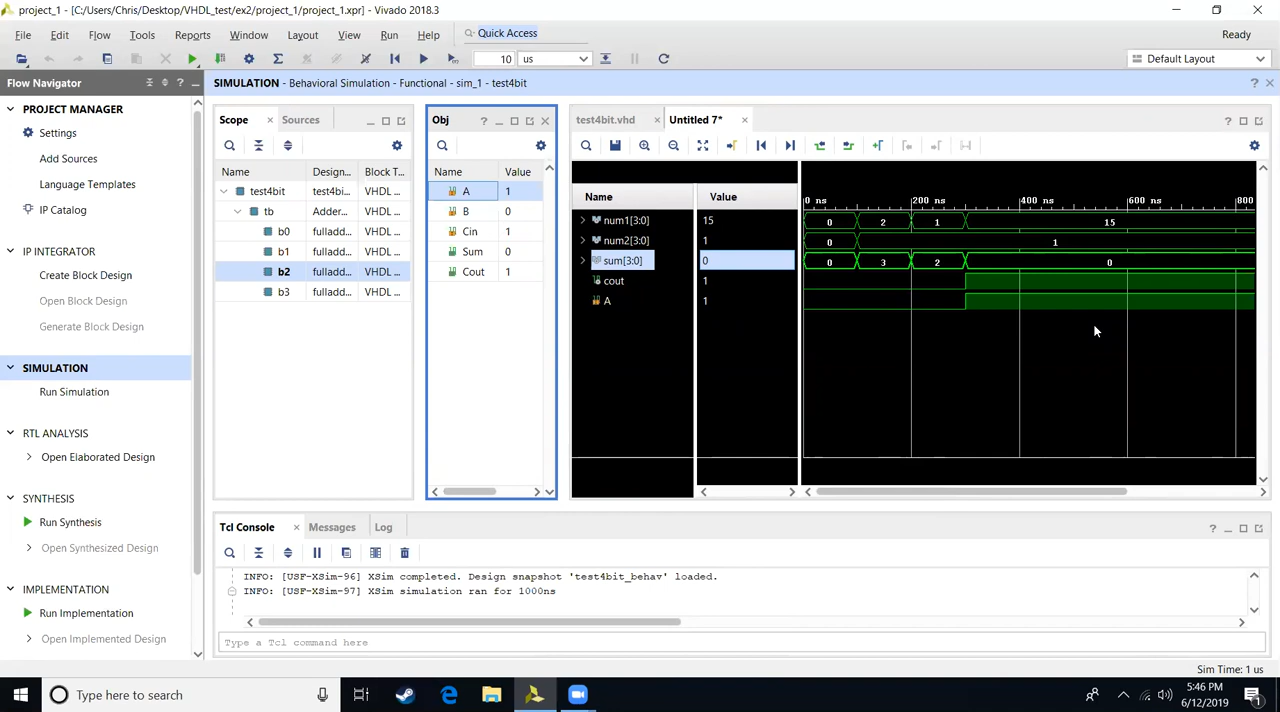 project_1 - [C:/Users/Chris/Desktop/VHDL_test/ex2/project_1/project_1.xpr] - Vivado 2018.3
File Edit Flow Tools Reports Window Layout View Run Help Quick Access Ready
10 us Default Layout
Flow Navigator
SIMULATION - Behavioral Simulation - Functional - sim_1 - test4bit
PROJECT MANAGER
Settings
Add Sources
Language Templates
IP Catalog
IP INTEGRATOR
Create Block Design
Open Block Design
Generate Block Design
SIMULATION
Run Simulation
RTL ANALYSIS
Open Elaborated Design
SYNTHESIS
Run Synthesis
Open Synthesized Design
IMPLEMENTATION
Run Implementation
Open Implemented Design
Scope Sources
Name Design... Block T...
test4bit test4bi... VHDL ...
tb Adder... VHDL ...
b0 fulladd... VHDL ...
b1 fulladd... VHDL ...
b2 fulladd... VHDL ...
b3 fulladd... VHDL ...
Obj
Name Value
A 1
B 0
Cin 1
Sum 0
Cout 1
test4bit.vhd Untitled 7*
Name Value
0 ns 200 ns 400 ns 600 ns 800
num1[3:0] 15 0 2 1 15
num2[3:0] 1 0 1
sum[3:0] 0 0 3 2 0
cout 1
A 1
Tcl Console Messages Log
INFO: [USF-XSim-96] XSim completed. Design snapshot 'test4bit_behav' loaded.
INFO: [USF-XSim-97] XSim simulation ran for 1000ns
Type a Tcl command here
Sim Time: 1 us
Type here to search
5:46 PM
6/12/2019
1